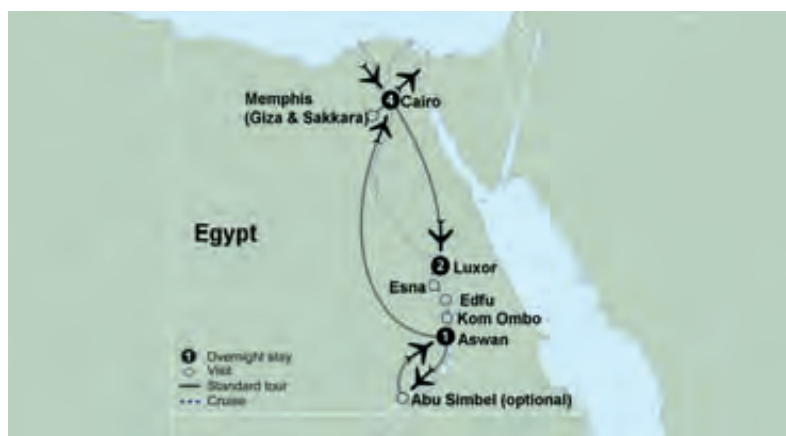 Memphis
(Giza & Sakkara)
4
Cairo
Egypt
2
Luxor
Esna
Edfu
Kom Ombo
1
Aswan
Abu Simbel (optional)
1 Overnight stay
Visit
Standard tour
Cruise